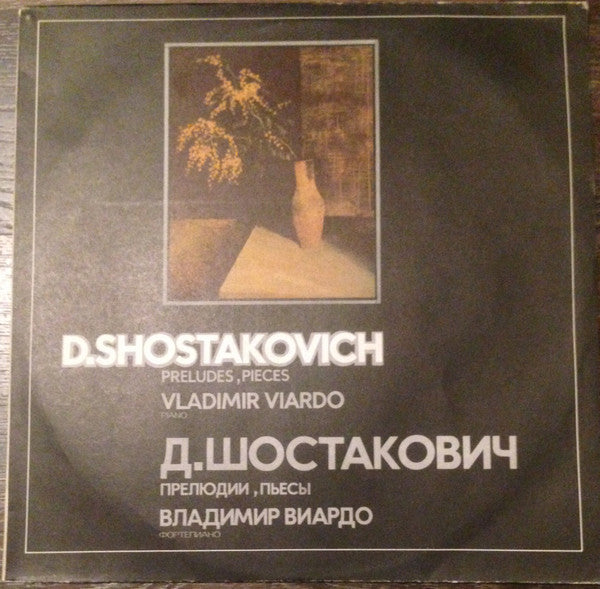 D.SHOSTAKOVICH
PRELUDES, PIECES
VLADIMIR VIARDO
PIANO
Д.ШОСТАКОВИЧ
ПРЕЛЮДИИ, ПЬЕСЫ
ВЛАДИМИР ВИАРДО
ФОРТЕПИАНО